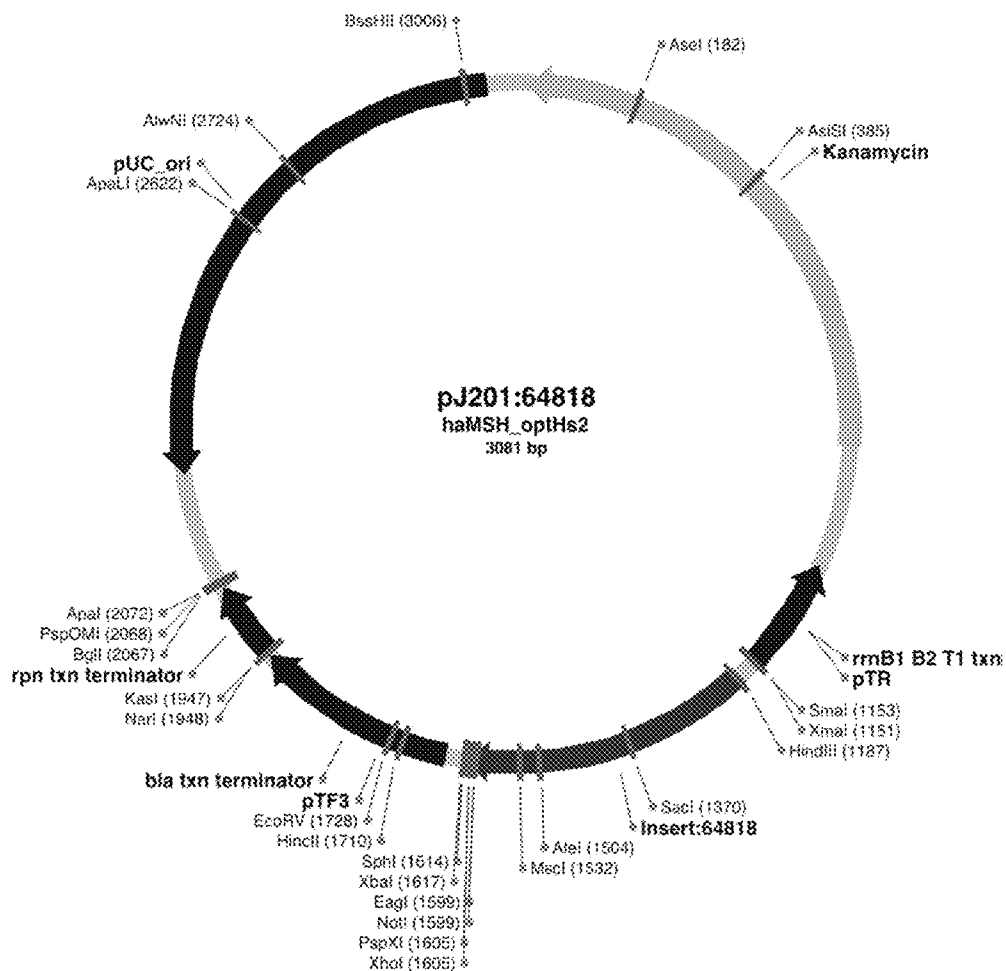 BssHII (3006)
AseI (182)
AlwNI (2724)
AsiSI (385)
pUC_ori
Kanamycin
ApaLI (2622)
pJ201:64818
haMSH_optHs2
3081 bp
ApaI (2072)
PspOMI (2068)
BglI (2067)
rpn txn terminator
KasI (1947)
NarI (1948)
rrnB1 B2 T1 txn
pTR
SmaI (1153)
XmaI (1151)
HindIII (1187)
bla txn terminator
pTF3
EcoRV (1728)
HincII (1710)
SacI (1370)
Insert:64818
AfeI (1504)
MscI (1532)
SphI (1614)
XbaI (1617)
EagI (1599)
NotI (1599)
PspXI (1605)
XhoI (1605)